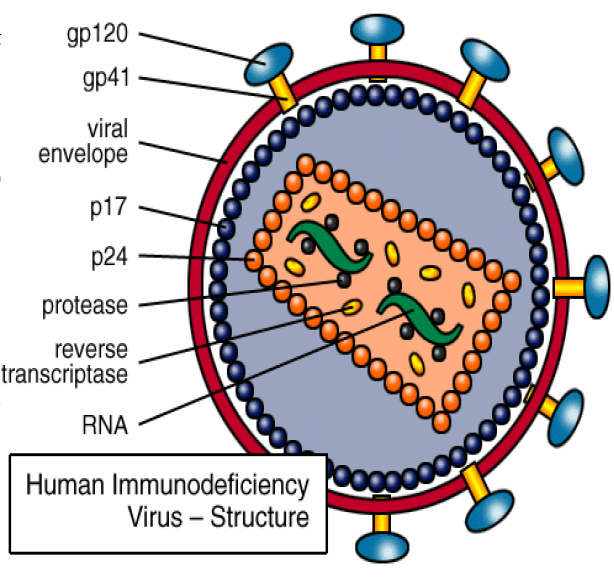 gp120
gp41
viral
envelope
p17
p24
protease
reverse
transcriptase
RNA
Human Immunodeficiency
Virus – Structure